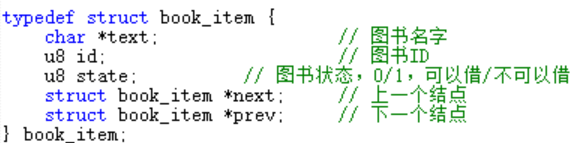 typedef struct book_item {
char *text; // 图书名字
u8 id; // 图书ID
u8 state; // 图书状态，0/1，可以借/不可以借
struct book_item *next; // 上一个结点
struct book_item *prev; // 下一个结点
} book_item;